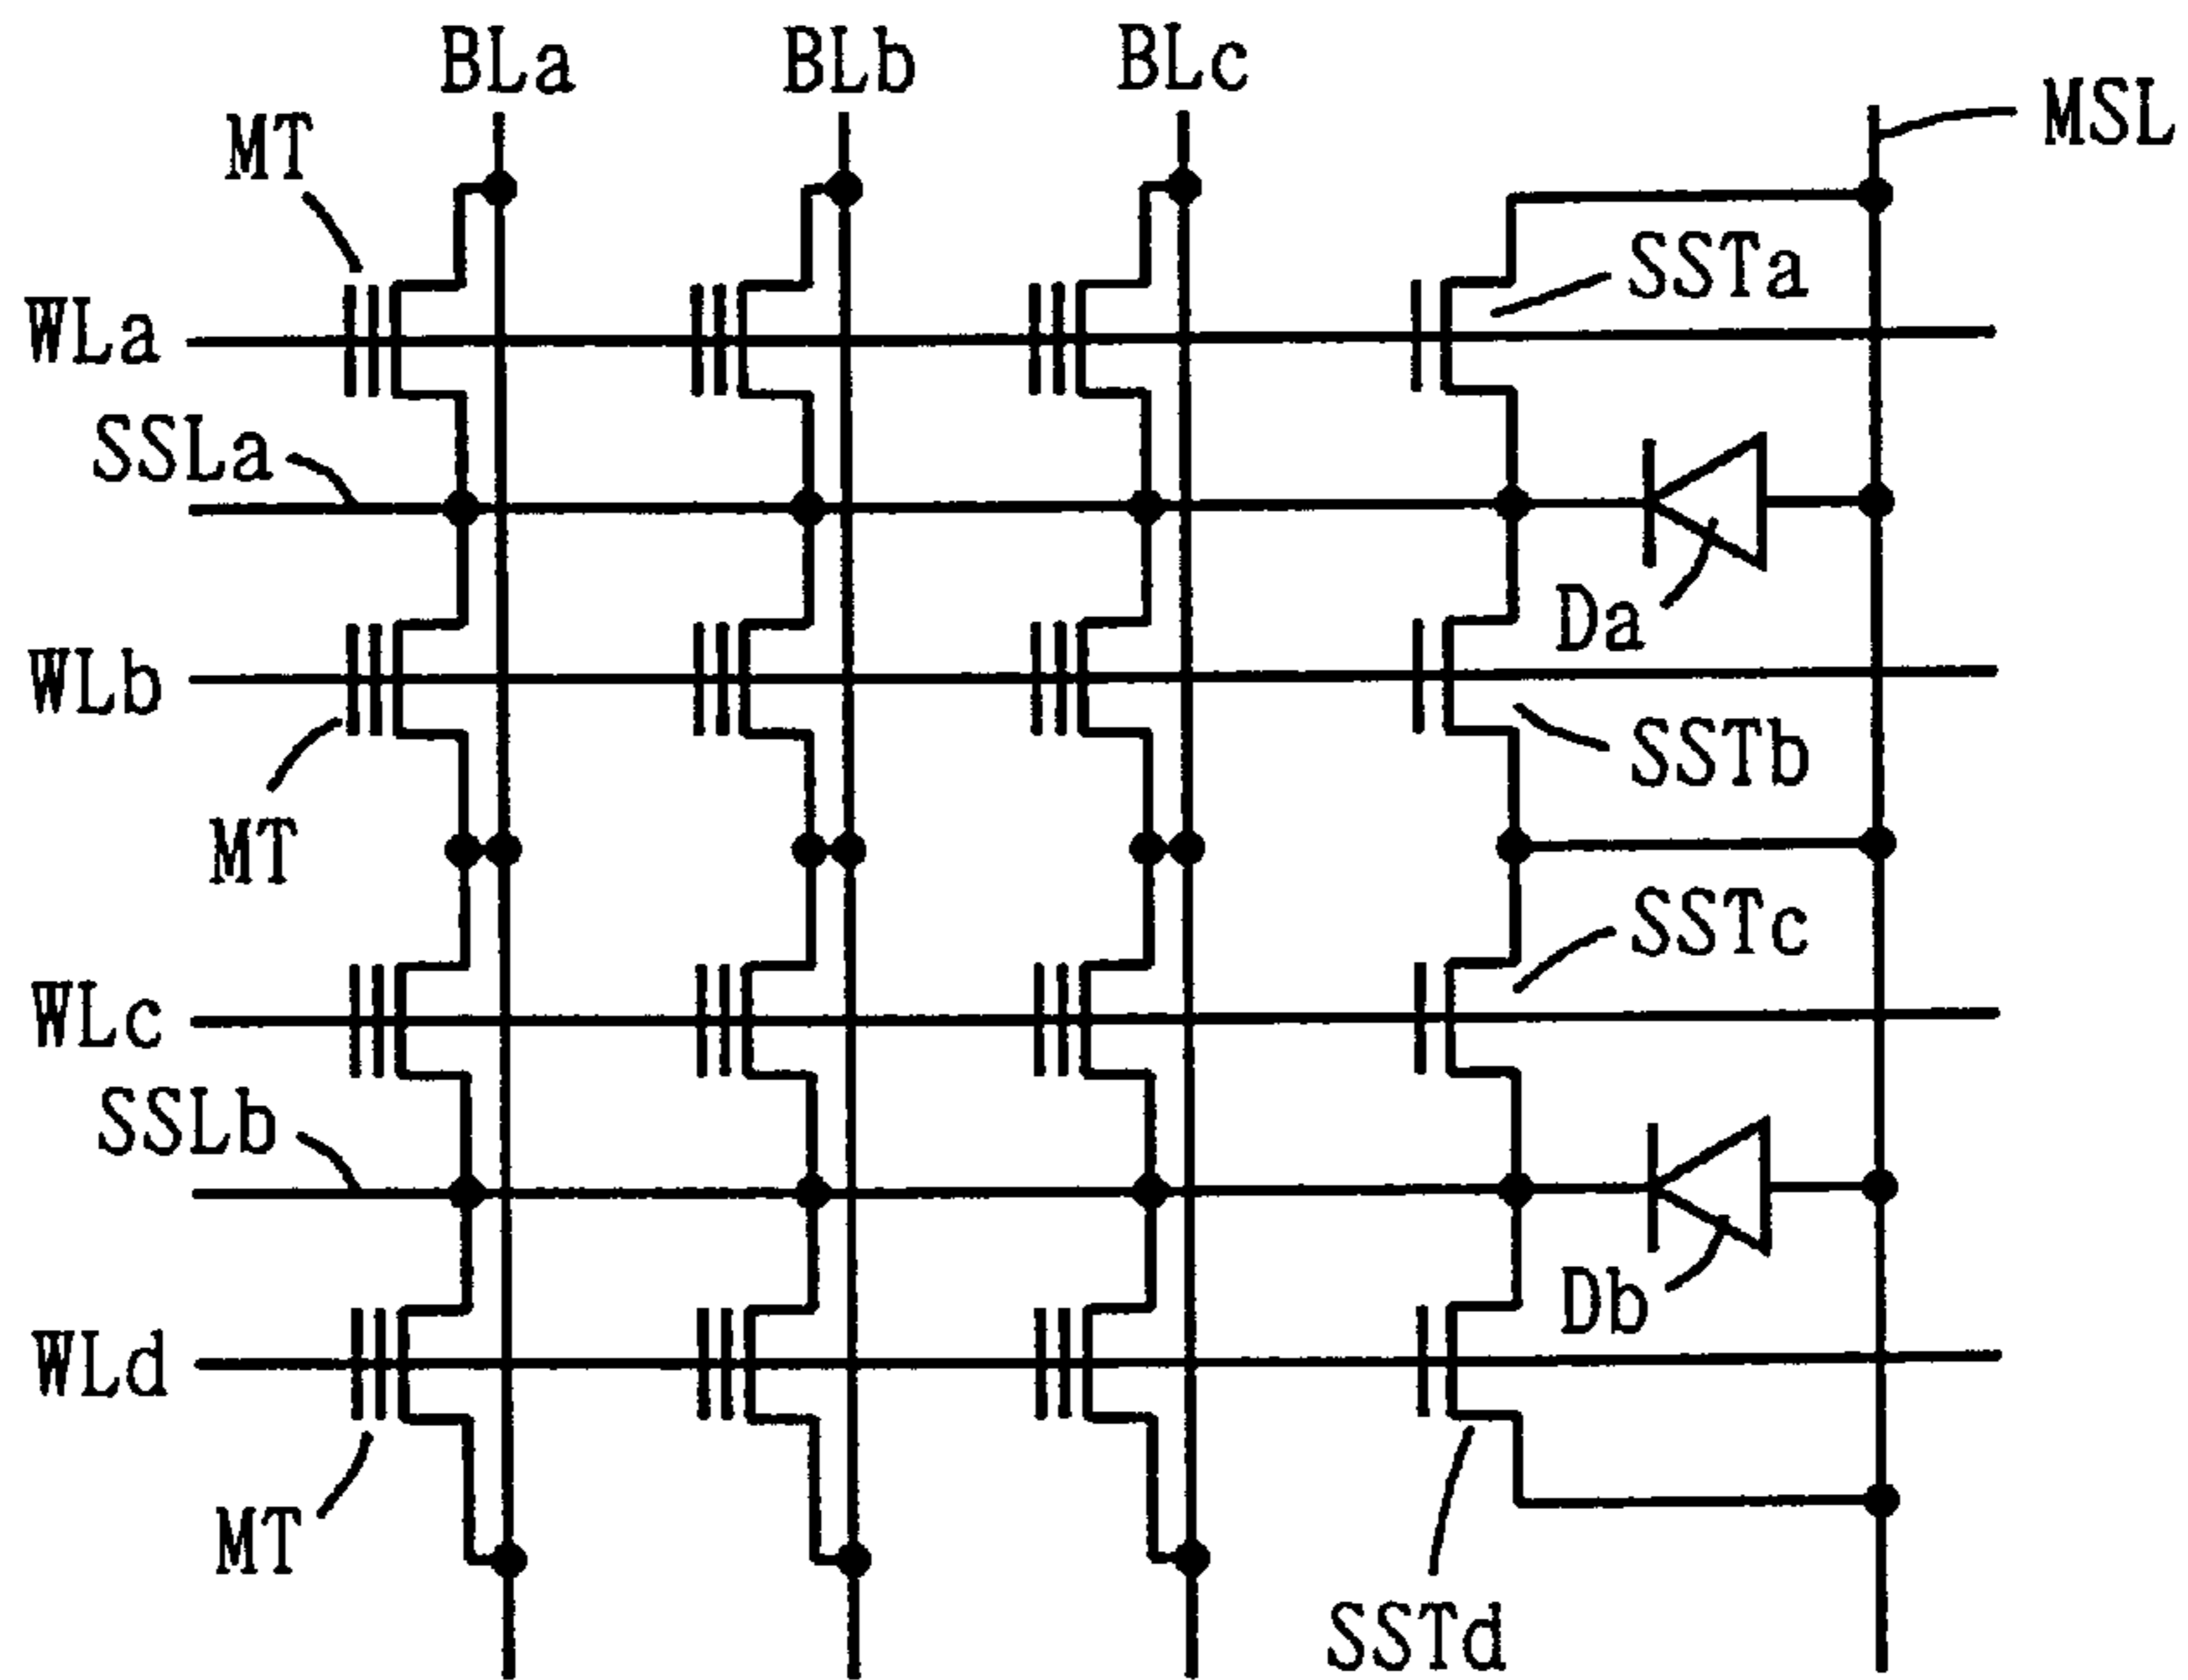 BLa BLb BLc
MSL
MT
SSTa
WLa
SSLa
Da
WLb
SSTb
MT
SSTc
WLc
SSLb
Db
WLd
MT
SSTd